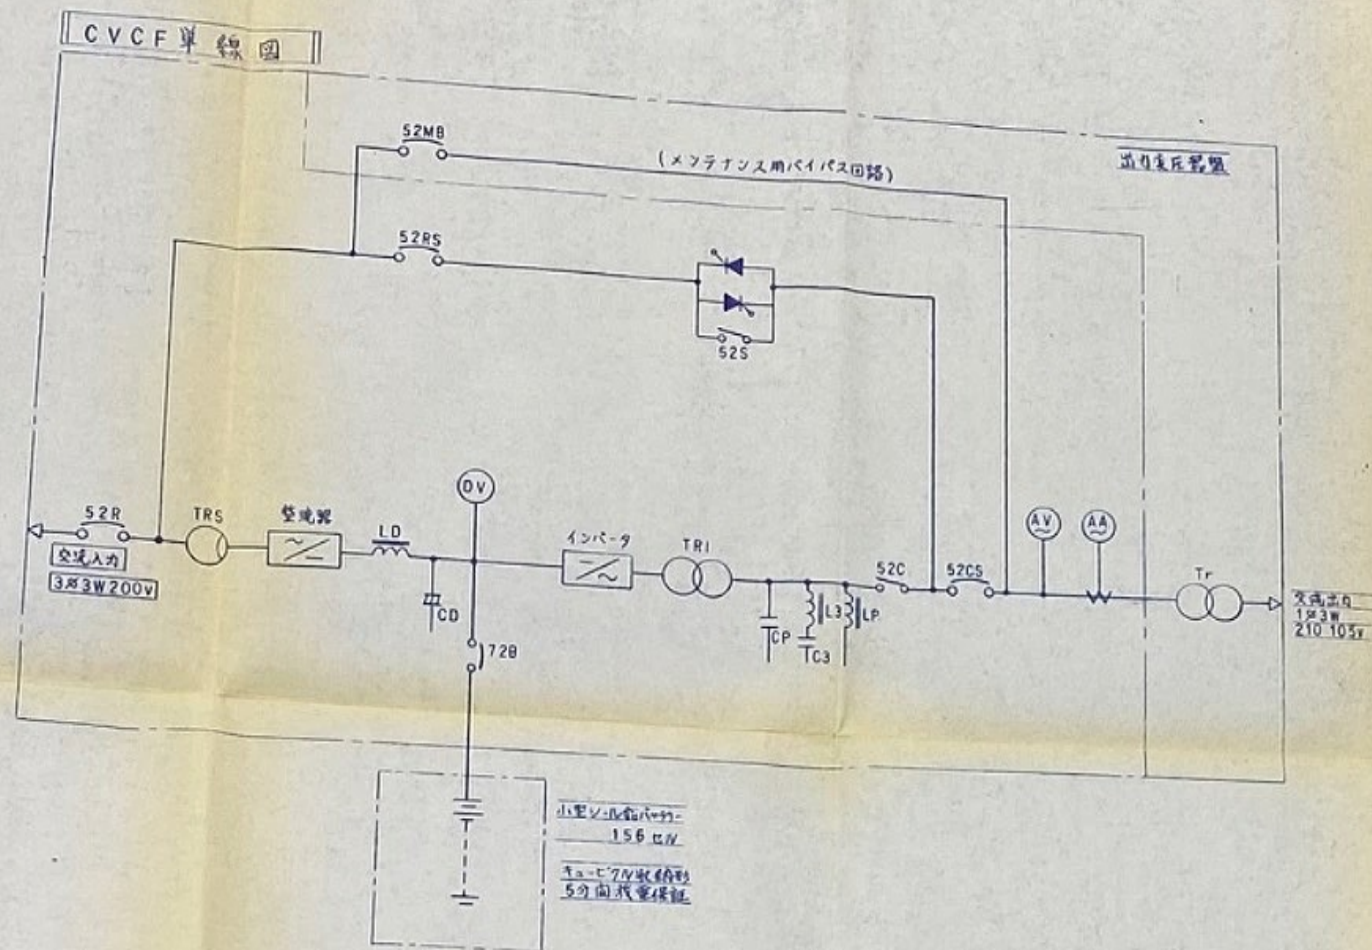 CVCF単線図
52MB
(メンテナンス用バイパス回路)
出力変圧器盤
52RS
52S
DV
52R
TRS
整流器
LD
インバータ
TRI
52C
52CS
AV
AA
Tr
交流入力
3ø3W200V
CD
72B
CP
L3
C3
LP
交流出力
1ø3W
210 105V
小型シール鉛バッテリー
156セル
キュービクル収納形
5分間停電保証